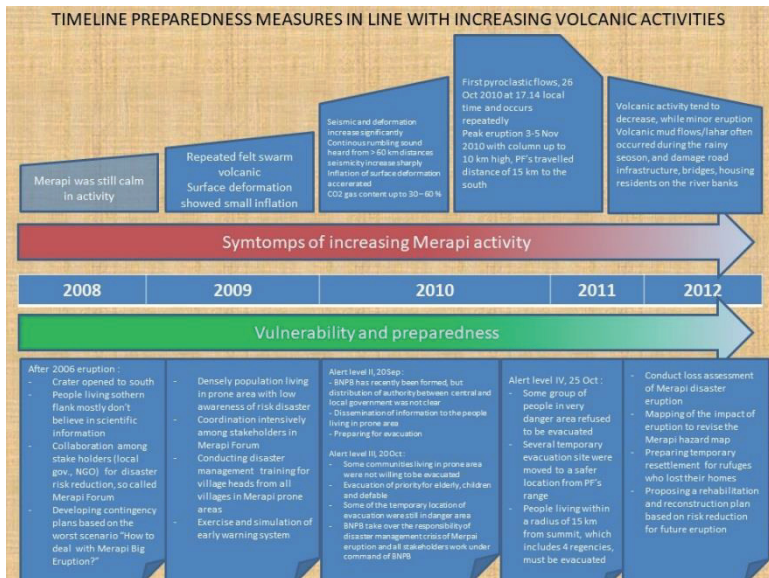 TIMELINE PREPAREDNESS MEASURES IN LINE WITH INCREASING VOLCANIC ACTIVITIES
Merapi was still calm
in activity
Repeated felt swarm
volcanic
Surface deformation
showed small inflation
Seismic and deformation
increase significantly
Continous rumbling sound
heard from > 60 km distances
seismicity increase sharply
Inflation of surface deformation
accererated
CO2 gas content up to 30 – 60 %
First pyroclastic flows, 26
Oct 2010 at 17.14 local
time and occurs
repeatedly
Peak eruption 3-5 Nov
2010 with column up to
10 km high, PF's travelled
distance of 15 km to the
south
Volcanic activity tend to
decrease, while minor eruption
Volcanic mud flows/lahar often
occurred during the rainy
seoson, and damage road
infrastructure, bridges, housing
residents on the river banks
Symtomps of increasing Merapi activity
2008 2009 2010 2011 2012
Vulnerability and preparedness
After 2006 eruption :
- Crater opened to south
- People living sothern
flank mostly don't
believe in scientific
information
- Collaboration among
stake holders (local
gov., NGO) for disaster
risk reduction, so called
Merapi Forum
- Developing contingency
plans based on the
worst scenario "How to
deal with Merapi Big
Eruption?"
- Densely population living
in prone area with low
awareness of risk disaster
- Coordination intensively
among stakeholders in
Merapi Forum
- Conducting disaster
management training for
village heads from all
villages in Merapi prone
areas
- Exercise and simulation of
early warning system
Alert level II, 20Sep :
- BNPB has recently been formed, but
distribution of authority between central and
local government was not clear
- Dissemination of information to the people
living in prone area
- Preparing for evacuation
Alert level III, 20Oct :
- Some communities living in prone area
were not willing to be evacuated
- Evacuation of priority for elderly, children
and defable
- Some of the temporary location of
evacuation were still in danger area
- BNPB take over the responsibility of
disaster management crisis of Merpai
eruption and all stakeholders work under
command of BNPB
Alert level IV, 25 Oct :
- Some group of
people in very
danger area refused to
be evacuated
- Several temporary
evacuation site were
moved to a safer
location from PF's
range
- People living within
a radius of 15 km
from summit, which
includes 4 regencies,
must be evacuated
- Conduct loss assessment
of Merapi disaster
eruption
- Mapping of the impact of
eruption to revise the
Merapi hazard map
- Preparing temporary
resettlement for rufuges
who lost their homes
- Proposing a rehabilitation
and reconstruction plan
based on risk reduction
for future eruption